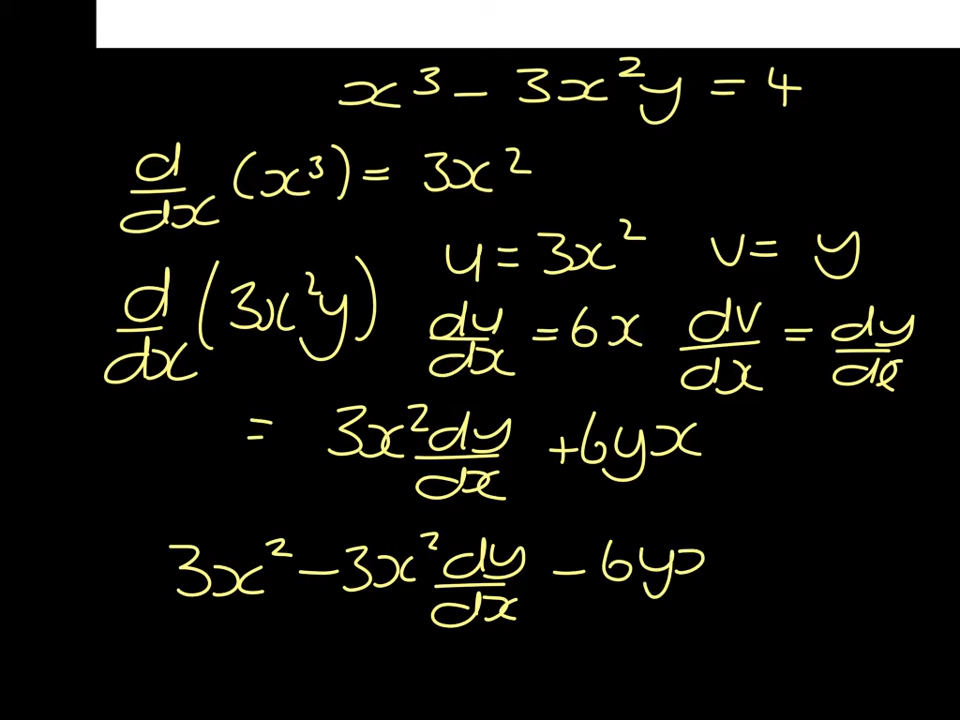 x³ − 3x²y = 4
d/dx (x³) = 3x²
u = 3x² v = y
d/dx (3x²y) du/dx = 6x dv/dx = dy/dx
= 3x² dy/dx + 6yx
3x² − 3x² dy/dx − 6yx